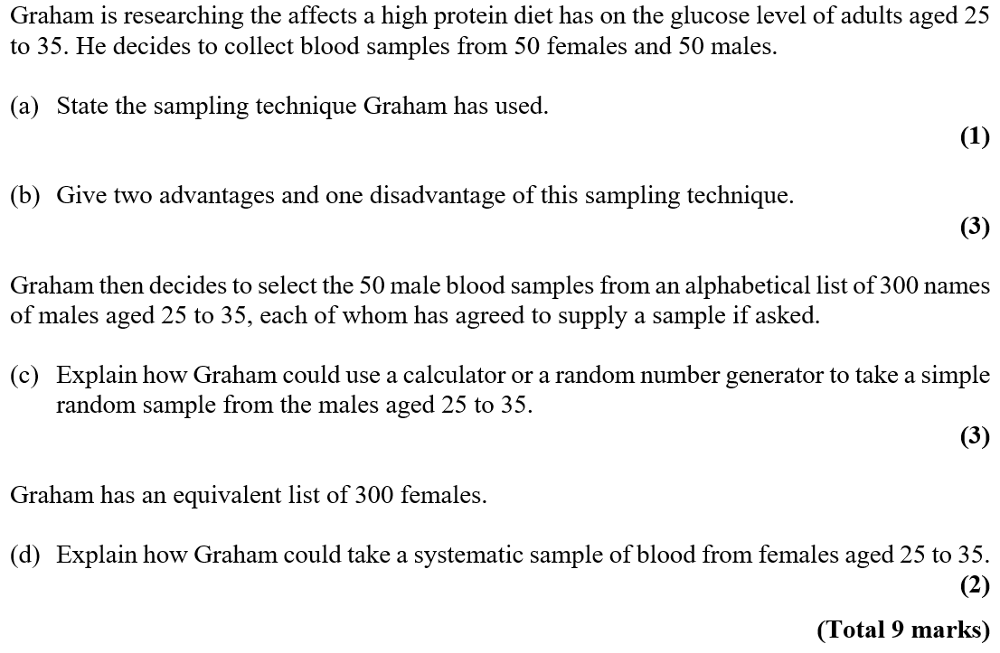 Graham is researching the affects a high protein diet has on the glucose level of adults aged 25
to 35. He decides to collect blood samples from 50 females and 50 males.
(a) State the sampling technique Graham has used.
(1)
(b) Give two advantages and one disadvantage of this sampling technique.
(3)
Graham then decides to select the 50 male blood samples from an alphabetical list of 300 names
of males aged 25 to 35, each of whom has agreed to supply a sample if asked.
(c) Explain how Graham could use a calculator or a random number generator to take a simple
random sample from the males aged 25 to 35.
(3)
Graham has an equivalent list of 300 females.
(d) Explain how Graham could take a systematic sample of blood from females aged 25 to 35.
(2)
(Total 9 marks)